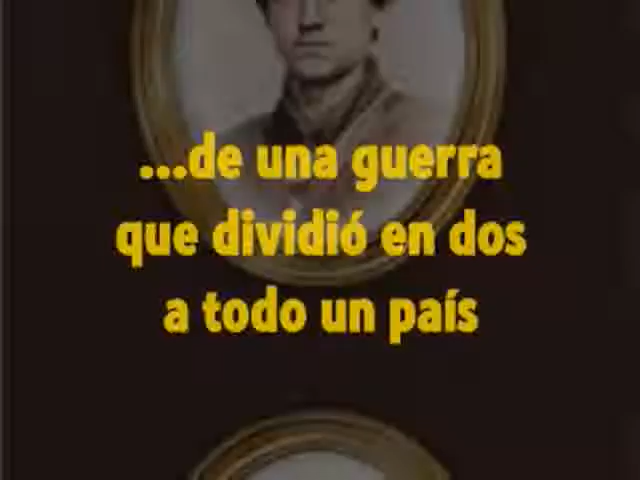 ...de una guerra
que dividió en dos
a todo un país